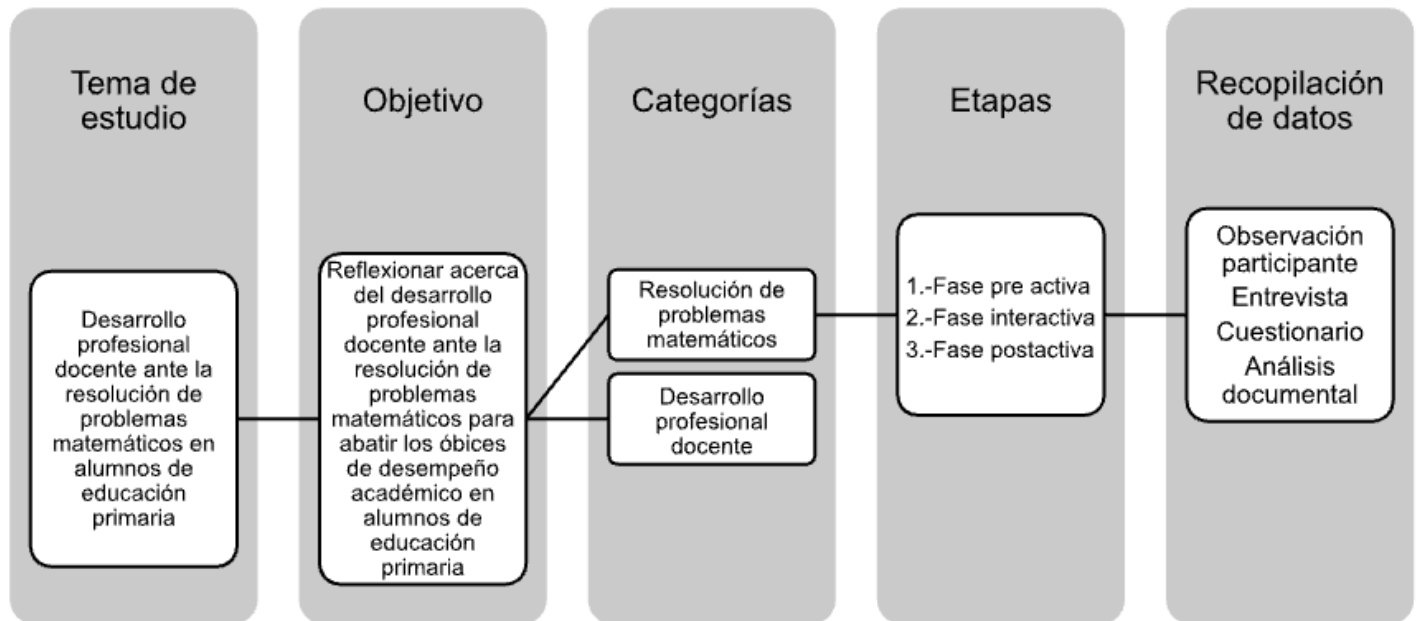 Tema de
estudio
Desarrollo
profesional
docente ante la
resolución de
problemas
matemáticos en
alumnos de
educación
primaria
Objetivo
Reflexionar acerca
del desarrollo
profesional
docente ante la
resolución de
problemas
matemáticos para
abatir los óbices
de desempeño
académico en
alumnos de
educación
primaria
Categorías
Resolución de
problemas
matemáticos
Desarrollo
profesional
docente
Etapas
1.-Fase pre activa
2.-Fase interactiva
3.-Fase postactiva
Recopilación
de datos
Observación
participante
Entrevista
Cuestionario
Análisis
documental